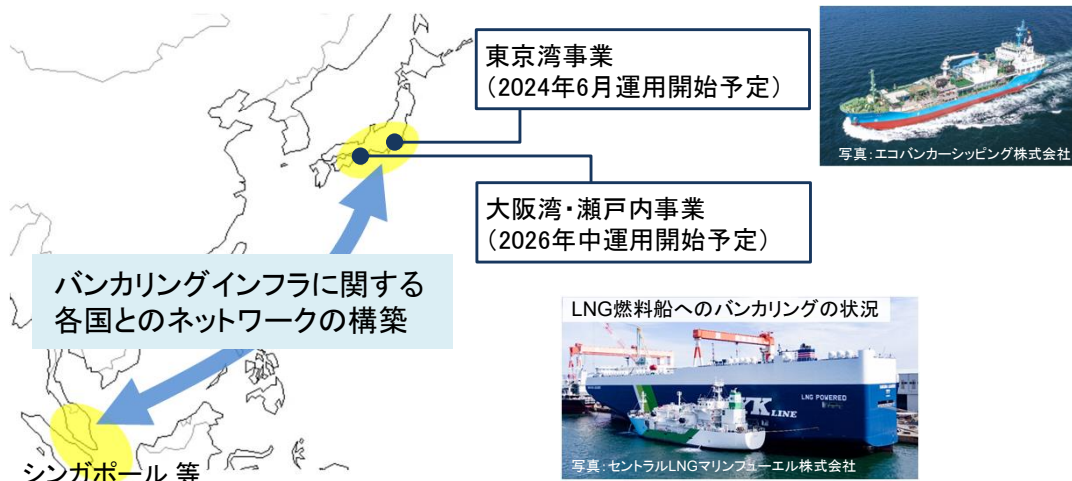 東京湾事業
（2024年6月運用開始予定）
写真：エコバンカーシッピング株式会社
大阪湾・瀬戸内事業
（2026年中運用開始予定）
バンカリングインフラに関する
各国とのネットワークの構築
LNG燃料船へのバンカリングの状況
LNG POWERED
YK LINE
写真：セントラルLNGマリンフューエル株式会社
シンガポール 等